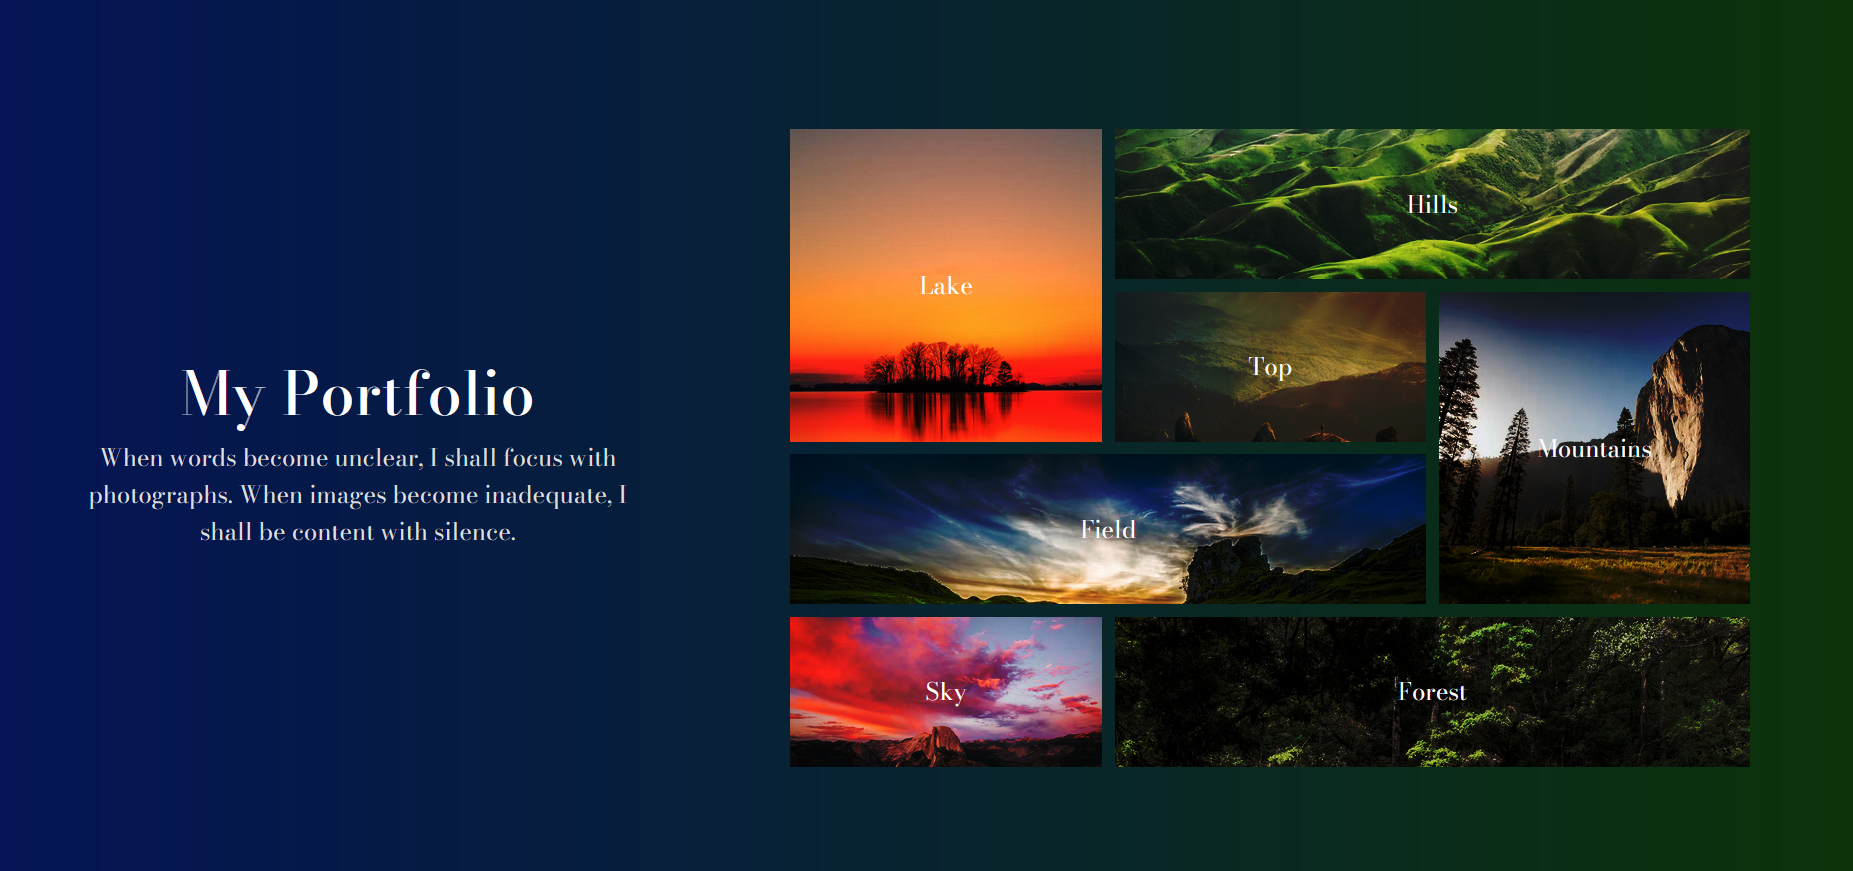 My Portfolio
When words become unclear, I shall focus with
photographs. When images become inadequate, I
shall be content with silence.
Lake
Hills
Top
Mountains
Field
Sky
Forest